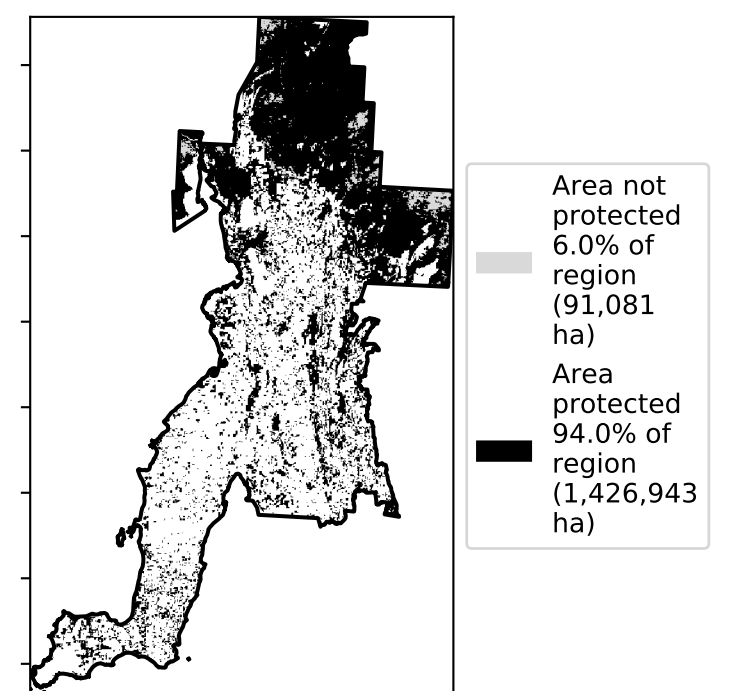 Area not
protected
6.0% of
region
(91,081
ha)
Area
protected
94.0% of
region
(1,426,943
ha)